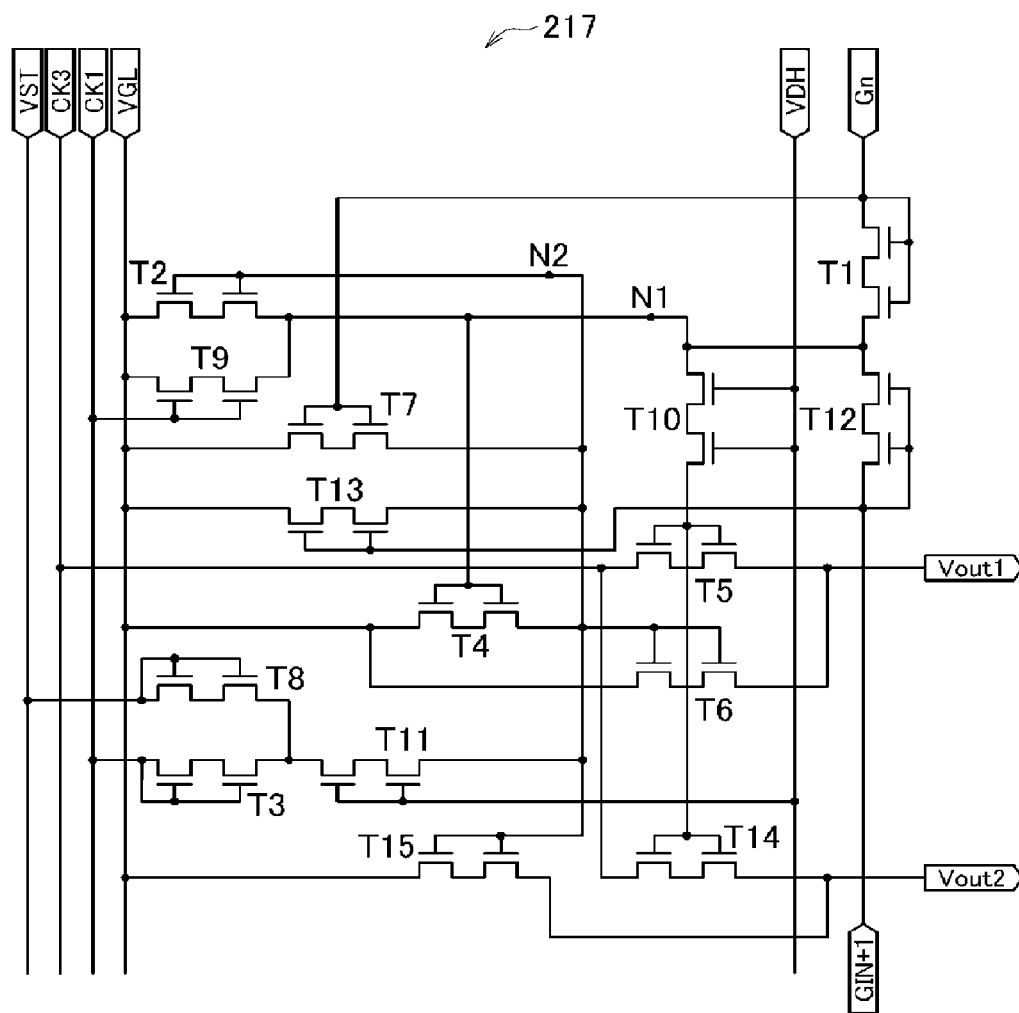 217
VST
CK3
CK1
VGL
VDH
Gn
T2
N2
T1
N1
T9
T7
T10
T12
T13
T5
Vout1
T4
T8
T6
T11
T3
T15
T14
Vout2
GIN+1